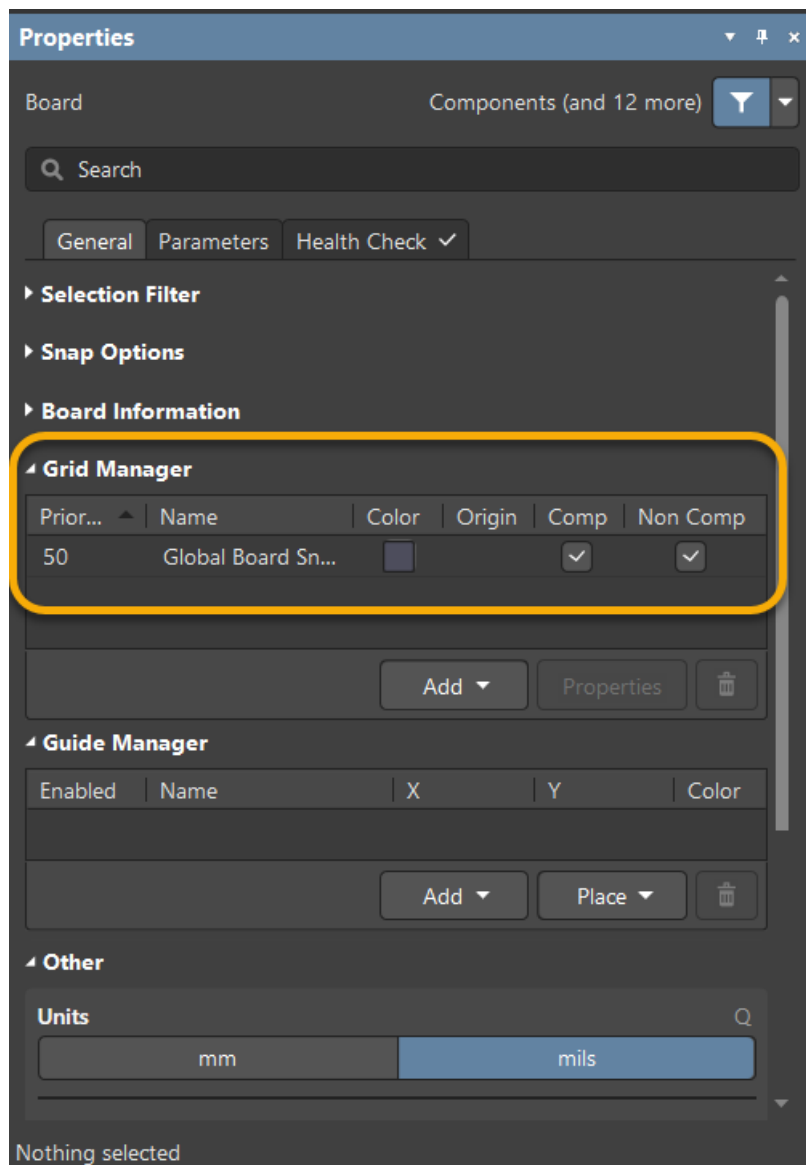 Properties
Board Components (and 12 more)
Search
General Parameters Health Check
Selection Filter
Snap Options
Board Information
Grid Manager
Prior... Name Color Origin Comp Non Comp
50 Global Board Sn...
Add Properties
Guide Manager
Enabled Name X Y Color
Add Place
Other
Units Q
mm mils
Nothing selected